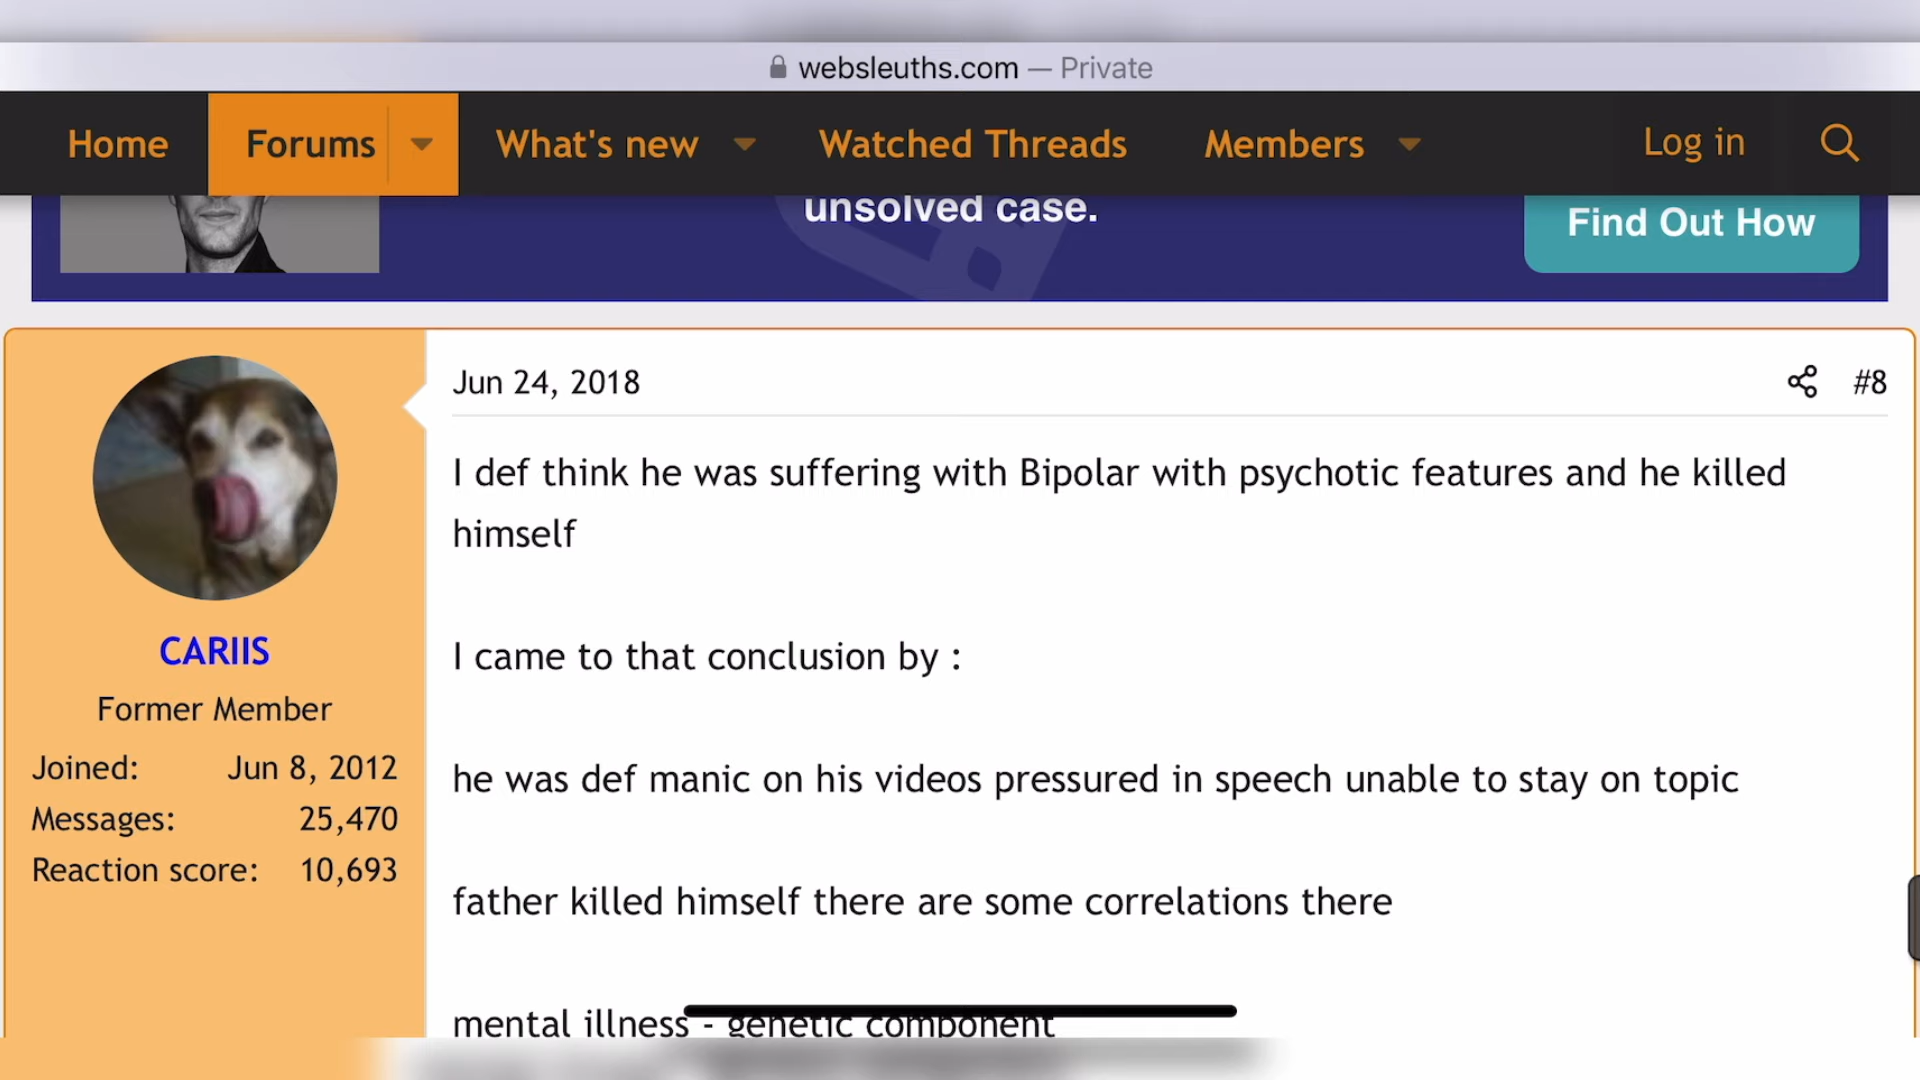 websleuths.com — Private
Home Forums What's new Watched Threads Members Log in
unsolved case.
Find Out How
Jun 24, 2018 #8
I def think he was suffering with Bipolar with psychotic features and he killed
himself
I came to that conclusion by :
he was def manic on his videos pressured in speech unable to stay on topic
father killed himself there are some correlations there
mental illness - genetic component
CARIIS
Former Member
Joined: Jun 8, 2012
Messages: 25,470
Reaction score: 10,693